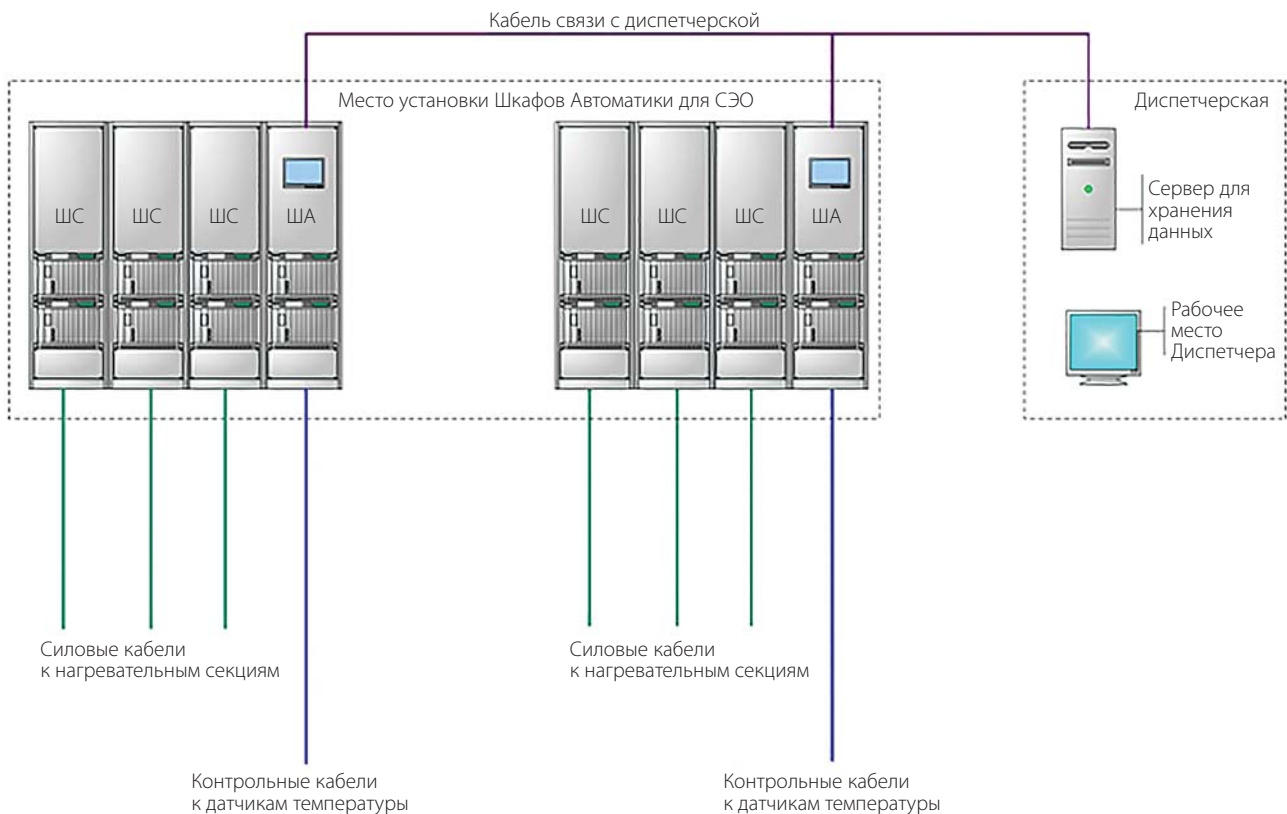 Кабель связи с диспетчерской
Место установки Шкафов Автоматики для СЭО
Диспетчерская
ШС ШС ШС ША
ШС ШС ШС ША
Сервер для
хранения
данных
Рабочее
место
Диспетчера
Силовые кабели
к нагревательным секциям
Силовые кабели
к нагревательным секциям
Контрольные кабели
к датчикам температуры
Контрольные кабели
к датчикам температуры